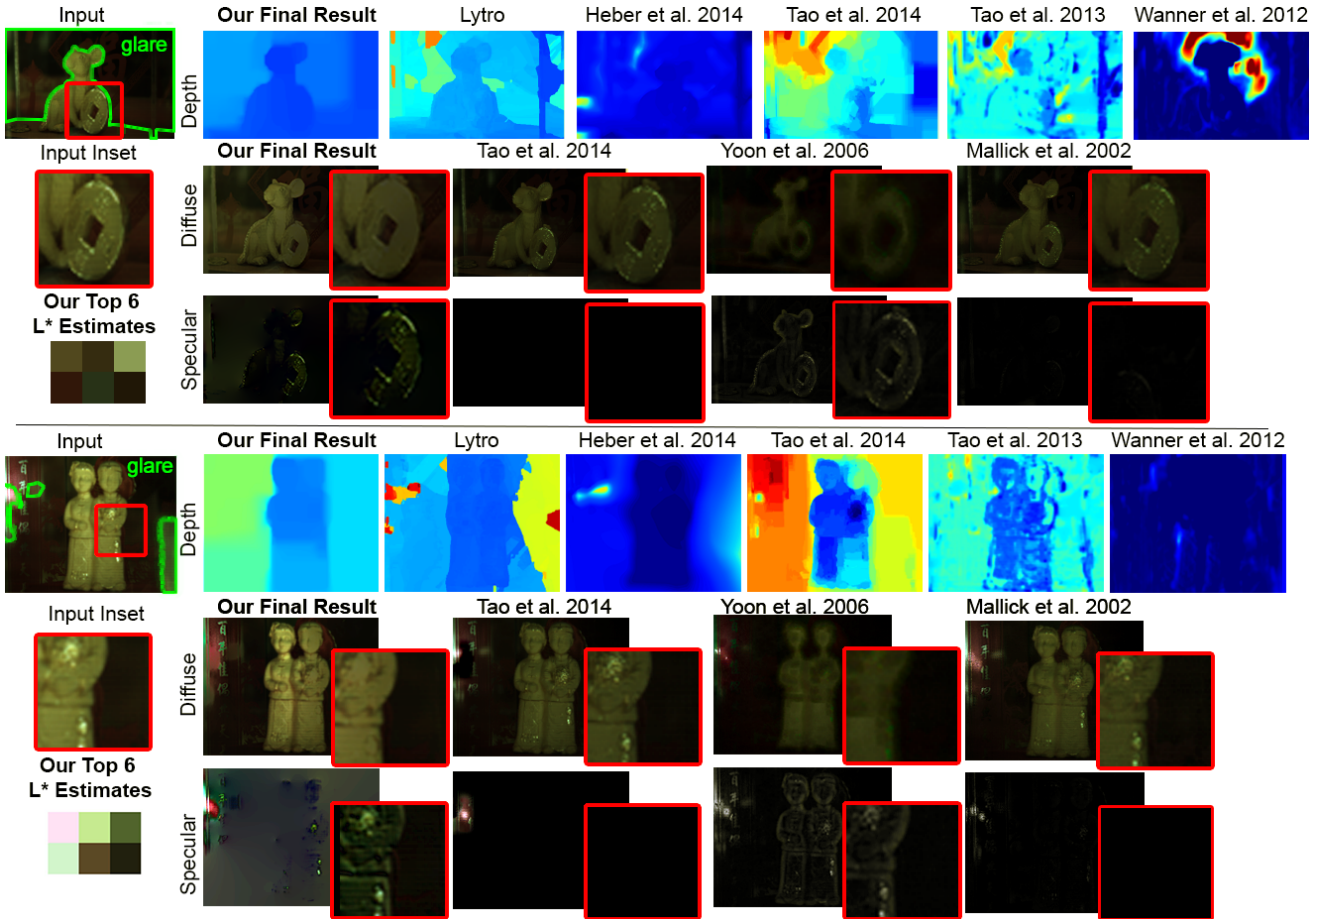 Input
Our Final Result
Lytro
Heber et al. 2014
Tao et al. 2014
Tao et al. 2013
Wanner et al. 2012
glare
Depth
Input Inset
Our Final Result
Tao et al. 2014
Yoon et al. 2006
Mallick et al. 2002
Diffuse
Our Top 6
L* Estimates
Specular
Input
Our Final Result
Lytro
Heber et al. 2014
Tao et al. 2014
Tao et al. 2013
Wanner et al. 2012
glare
Depth
Input Inset
Our Final Result
Tao et al. 2014
Yoon et al. 2006
Mallick et al. 2002
Diffuse
Our Top 6
L* Estimates
Specular